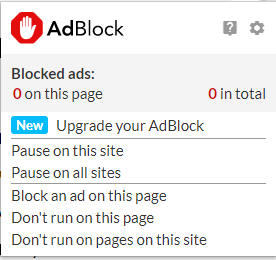 AdBlock
Blocked ads:
0 on this page 0 in total
New Upgrade your AdBlock
Pause on this site
Pause on all sites
Block an ad on this page
Don't run on this page
Don't run on pages on this site